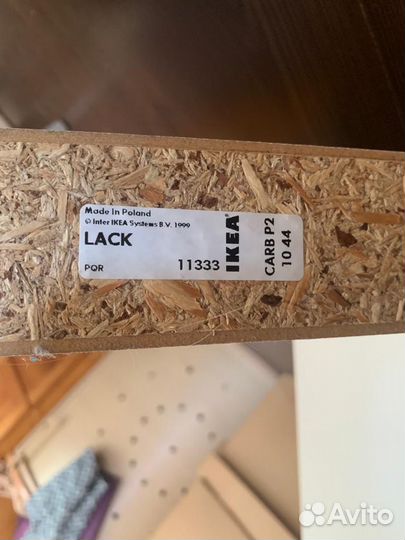 Made in Poland
© Inter IKEA Systems B.V. 1999
LACK
PQR 11333
IKEA
CARB P2
10 44
Avito